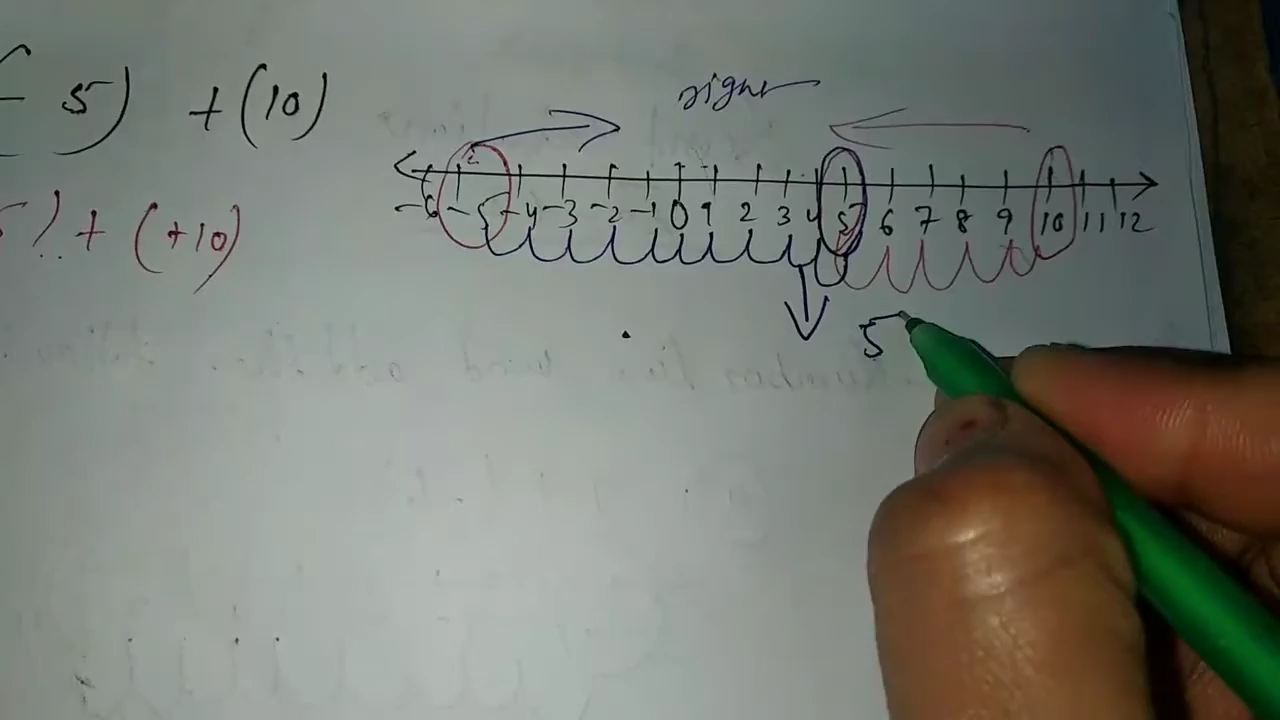 (- 5) + (10)
sign
-6 -5 -4 -3 -2 -1 0 1 2 3 4 5 6 7 8 9 10 11 12
5) + (+10)
5